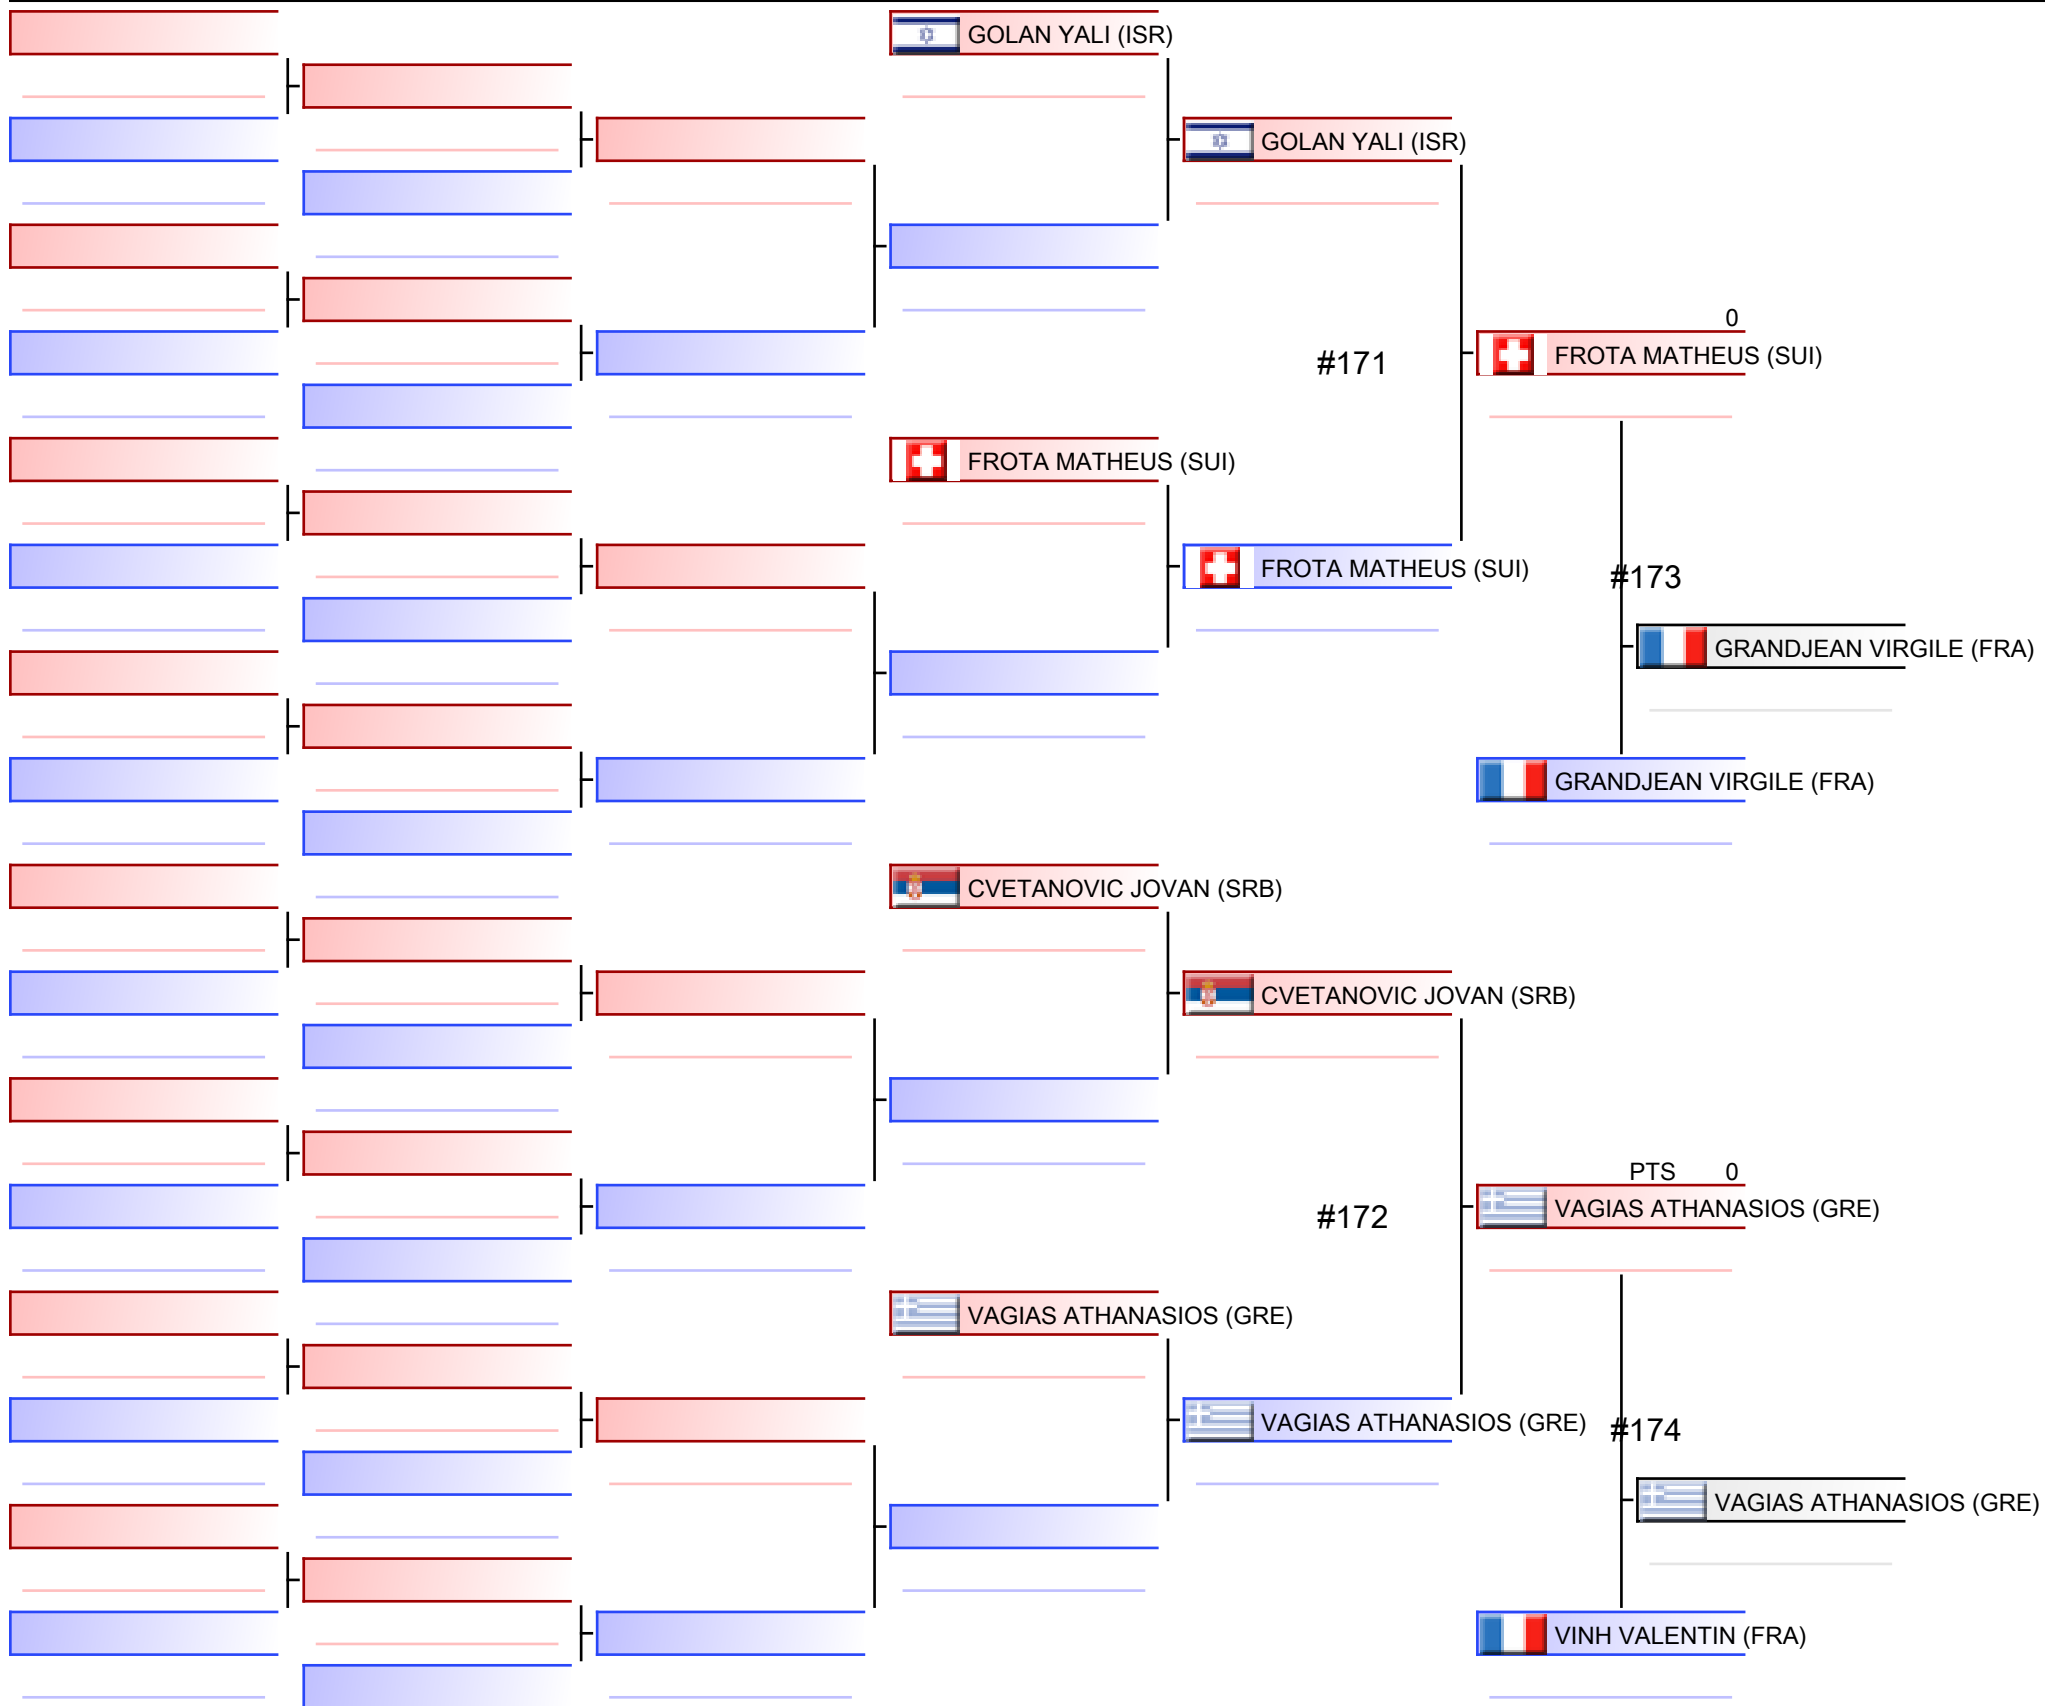 GOLAN YALI (ISR)
GOLAN YALI (ISR)
0
FROTA MATHEUS (SUI)
#171
FROTA MATHEUS (SUI)
FROTA MATHEUS (SUI)
#173
GRANDJEAN VIRGILE (FRA)
GRANDJEAN VIRGILE (FRA)
CVETANOVIC JOVAN (SRB)
CVETANOVIC JOVAN (SRB)
PTS 0
VAGIAS ATHANASIOS (GRE)
#172
VAGIAS ATHANASIOS (GRE)
VAGIAS ATHANASIOS (GRE)
#174
VAGIAS ATHANASIOS (GRE)
VINH VALENTIN (FRA)